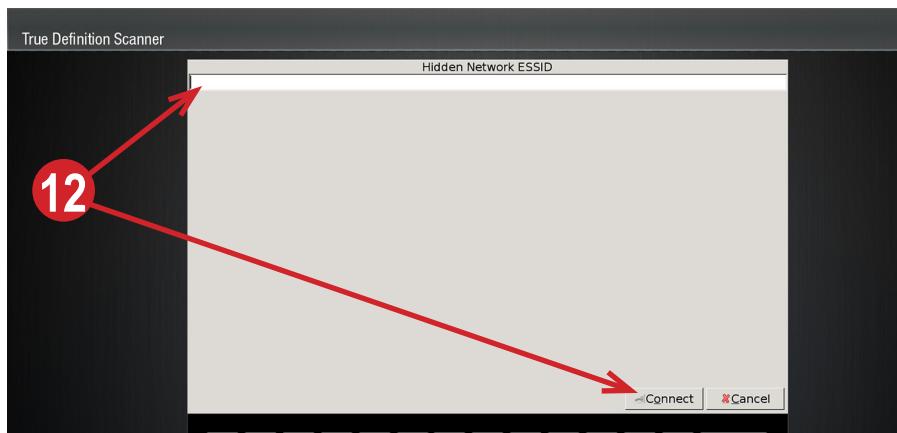 True Definition Scanner
Hidden Network ESSID
12
Connect
Cancel